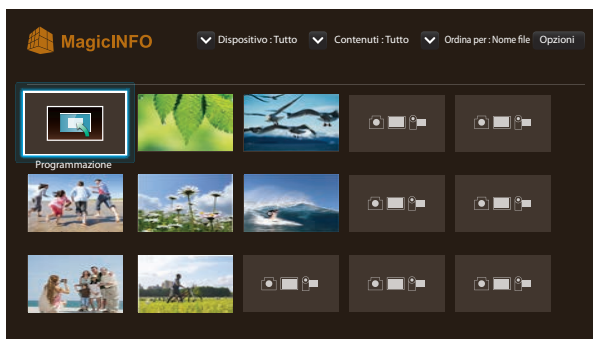 MagicINFO
Dispositivo : Tutto
Contenuti : Tutto
Ordina per : Nome file
Opzioni
Programmazione